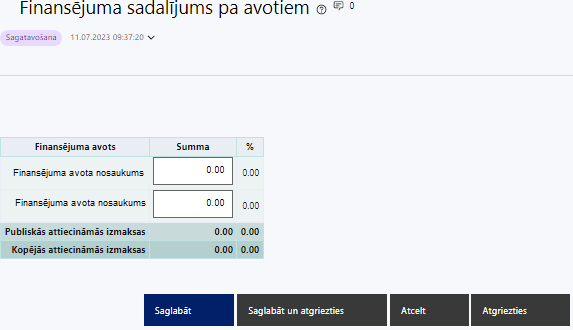 Finansējuma sadalījums pa avotiem 0
Sagatavošana 11.07.2023 09:37:20
Finansējuma avots Summa %
Finansējuma avota nosaukums 0.00 0.00
Finansējuma avota nosaukums 0.00 0.00
Publiskās attiecināmās izmaksas 0.00 0.00
Kopējās attiecināmās izmaksas 0.00 0.00
Saglabāt Saglabāt un atgriezties Atcelt Atgriezties